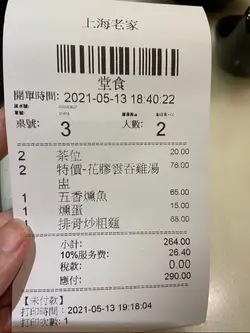 上海老家
堂食
開單時間: 2021-05-13 18:40:22
桌號: 3 人數: 2
2 茶位 20.00
2 特價-花膠雲吞雞湯 76.00
盅
1 五香燻魚 65.00
1 燻蛋 15.00
1 排骨炒粗麵 88.00
小計: 264.00
10%服務費: 26.40
稅款: 0.00
應付: 290.00
【未付款】
打印時間: 2021-05-13 19:18:04
打印次數: 1